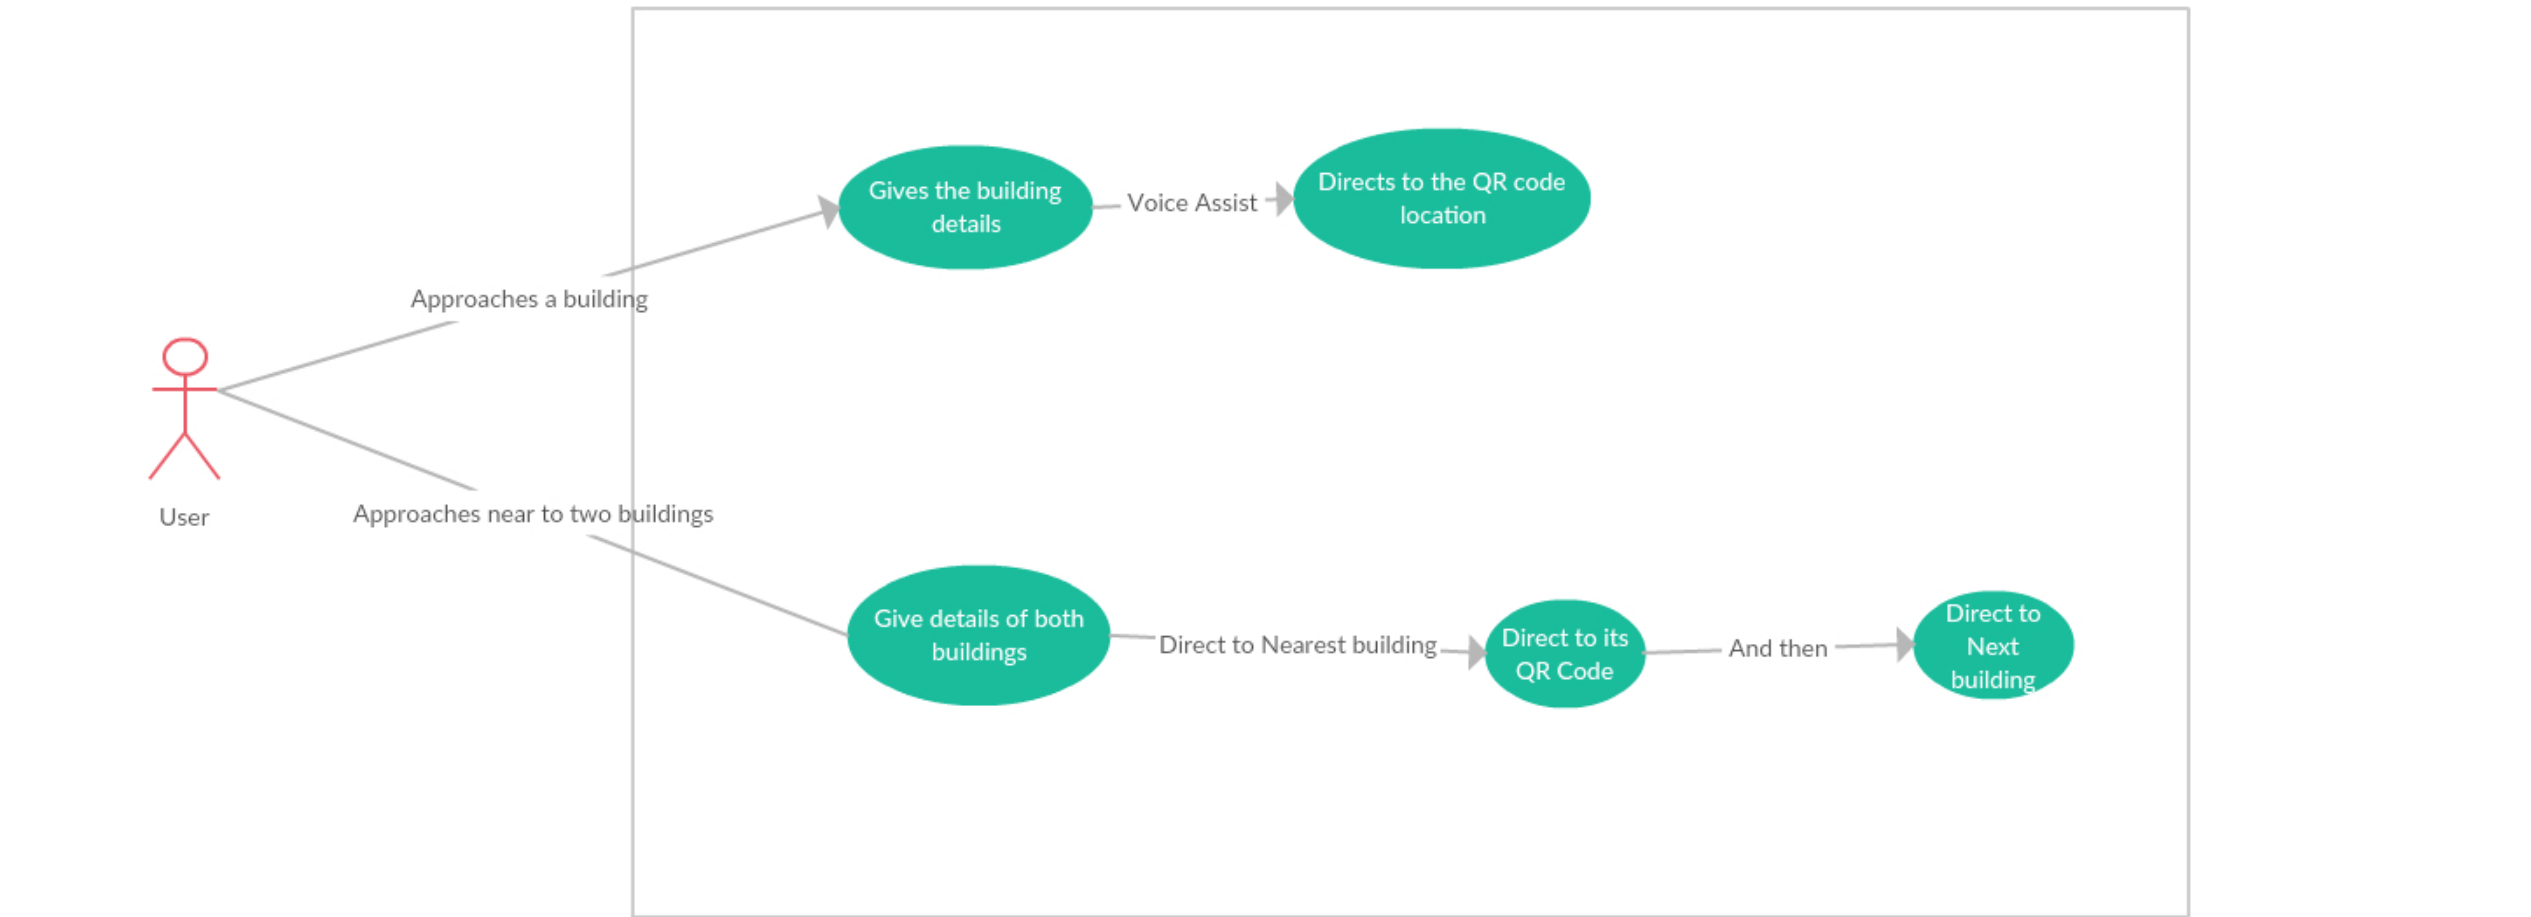 Gives the building
details
Voice Assist
Directs to the QR code
location
Approaches a building
User
Approaches near to two buildings
Give details of both
buildings
Direct to Nearest building
Direct to its
QR Code
And then
Direct to
Next
building